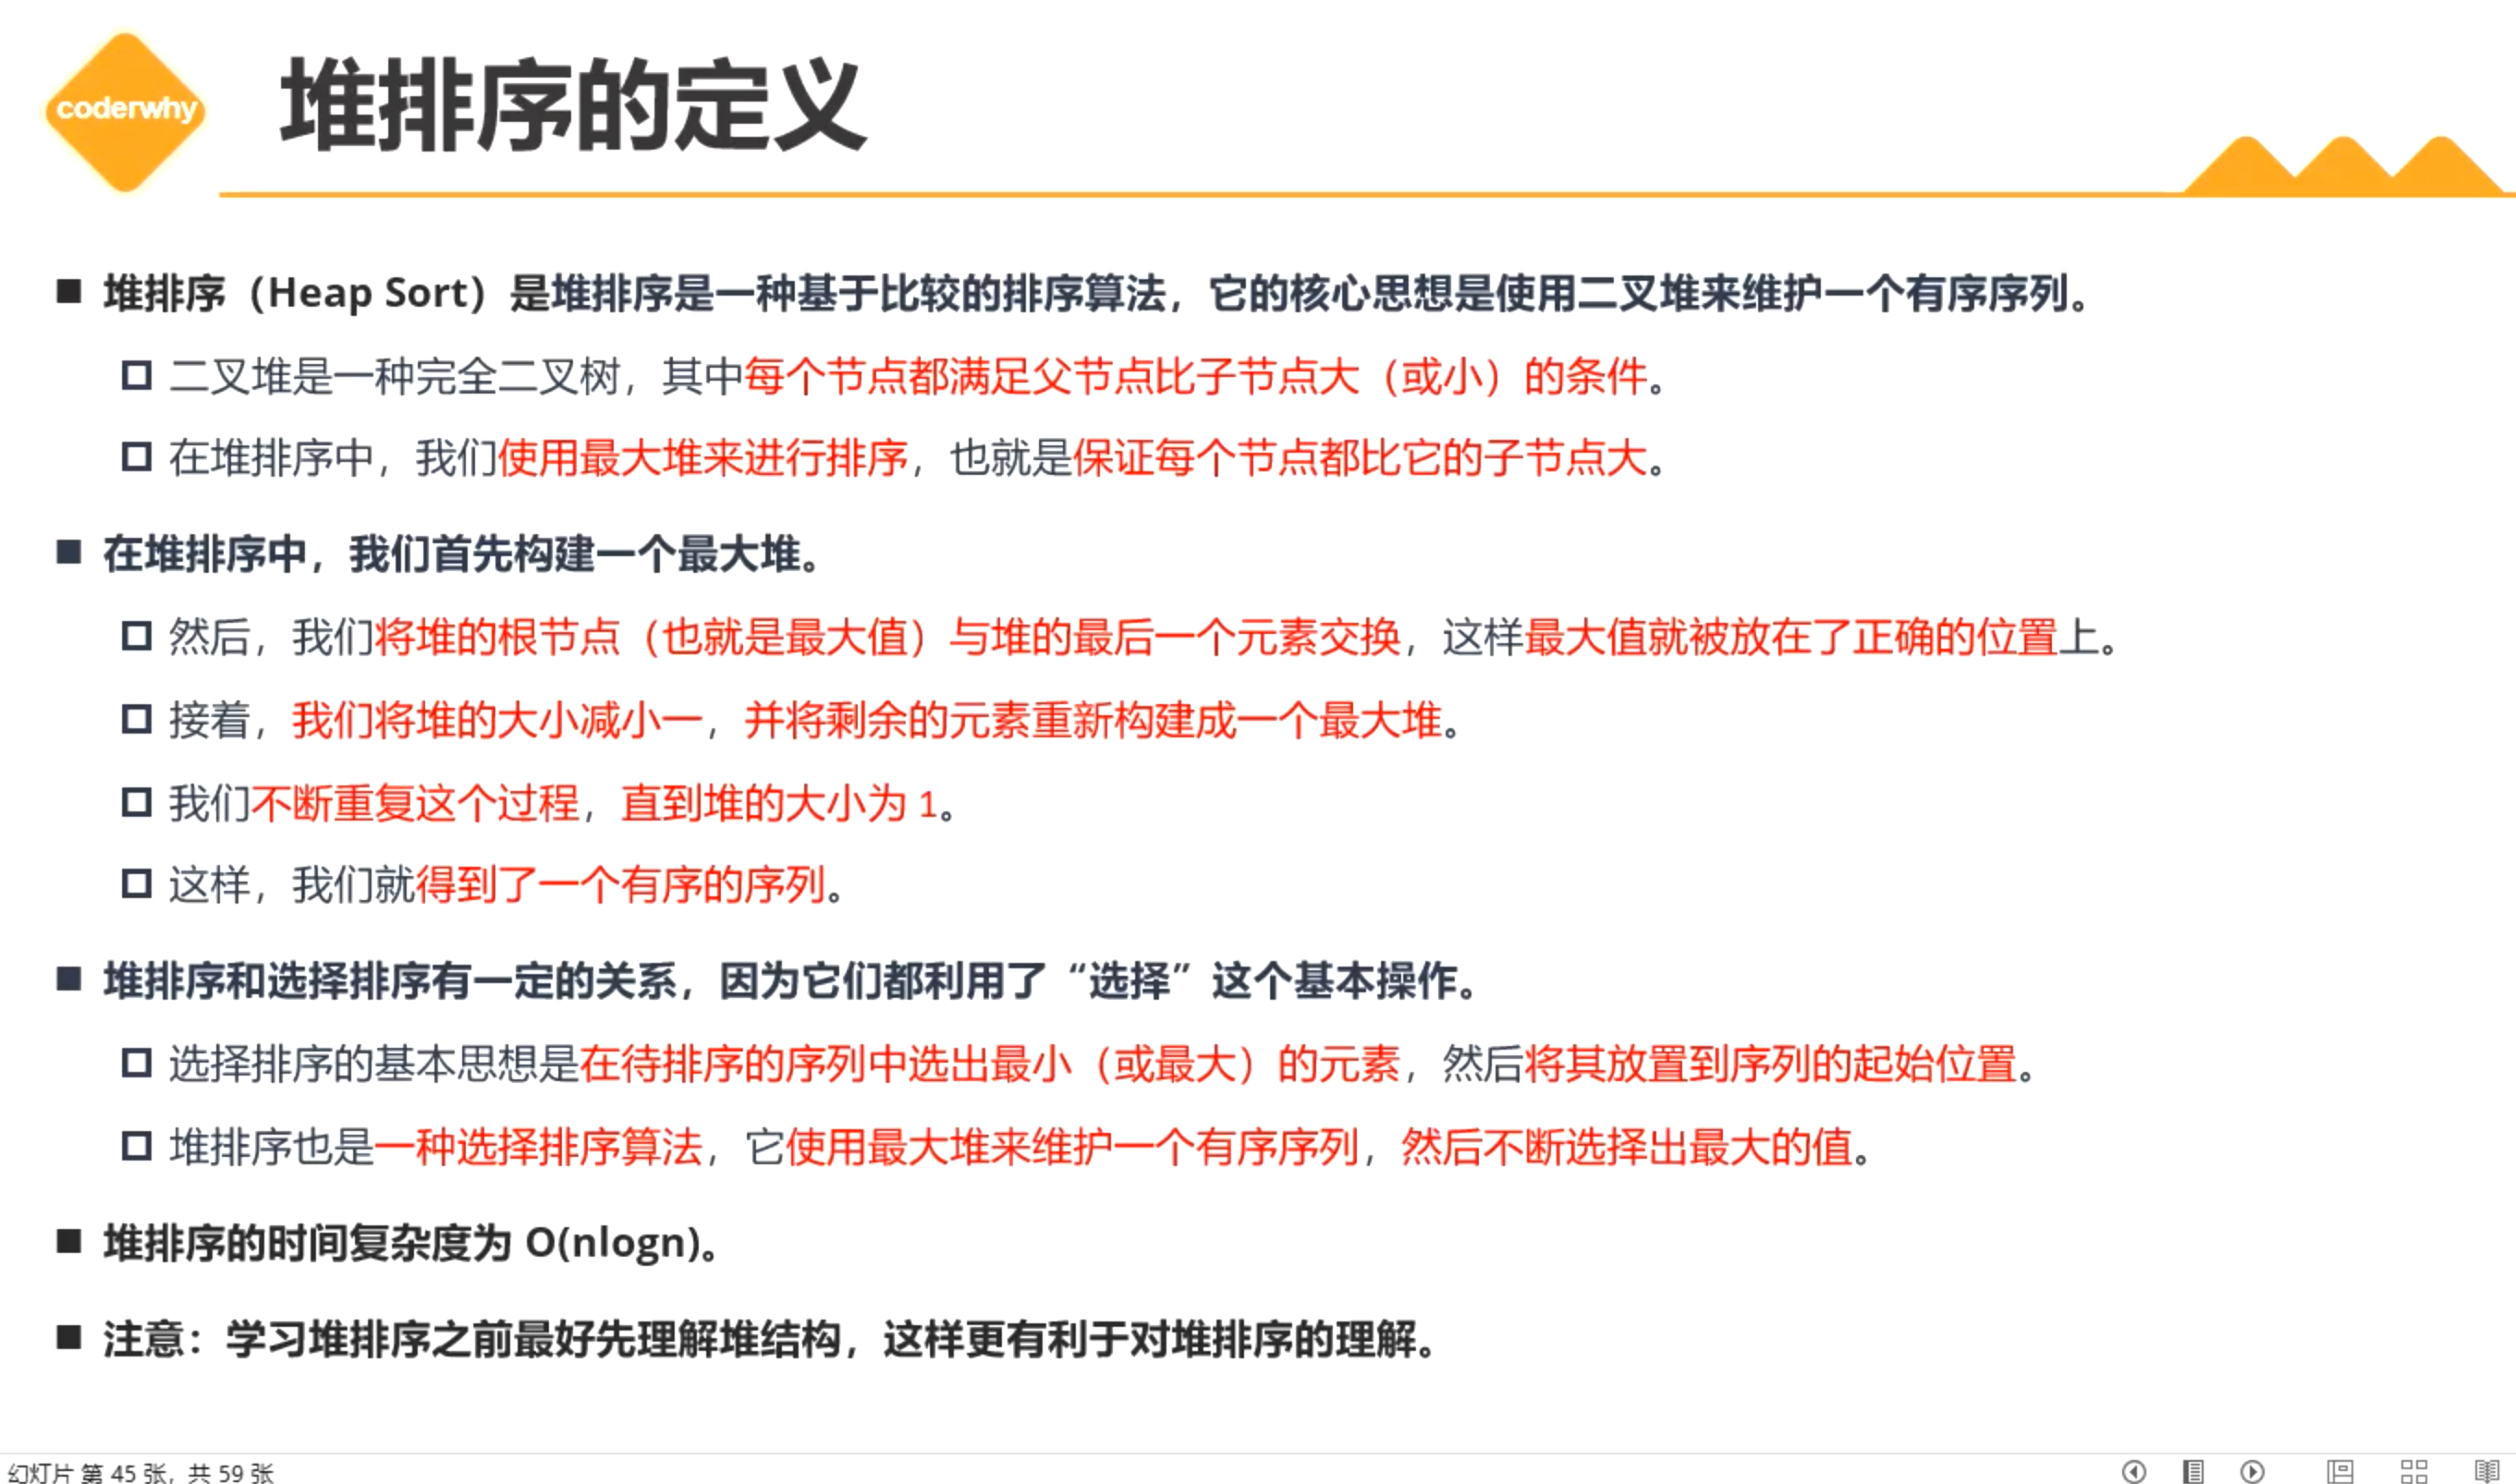 coderwhy
堆排序的定义
堆排序（Heap Sort）是堆排序是一种基于比较的排序算法，它的核心思想是使用二叉堆来维护一个有序序列。
二叉堆是一种完全二叉树，其中每个节点都满足父节点比子节点大（或小）的条件。
在堆排序中，我们使用最大堆来进行排序，也就是保证每个节点都比它的子节点大。
在堆排序中，我们首先构建一个最大堆。
然后，我们将堆的根节点（也就是最大值）与堆的最后一个元素交换，这样最大值就被放在了正确的位置上。
接着，我们将堆的大小减小一，并将剩余的元素重新构建成一个最大堆。
我们不断重复这个过程，直到堆的大小为 1。
这样，我们就得到了一个有序的序列。
堆排序和选择排序有一定的关系，因为它们都利用了“选择”这个基本操作。
选择排序的基本思想是在待排序的序列中选出最小（或最大）的元素，然后将其放置到序列的起始位置。
堆排序也是一种选择排序算法，它使用最大堆来维护一个有序序列，然后不断选择出最大的值。
堆排序的时间复杂度为 O(nlogn)。
注意：学习堆排序之前最好先理解堆结构，这样更有利于对堆排序的理解。
幻灯片 第 45 张，共 59 张